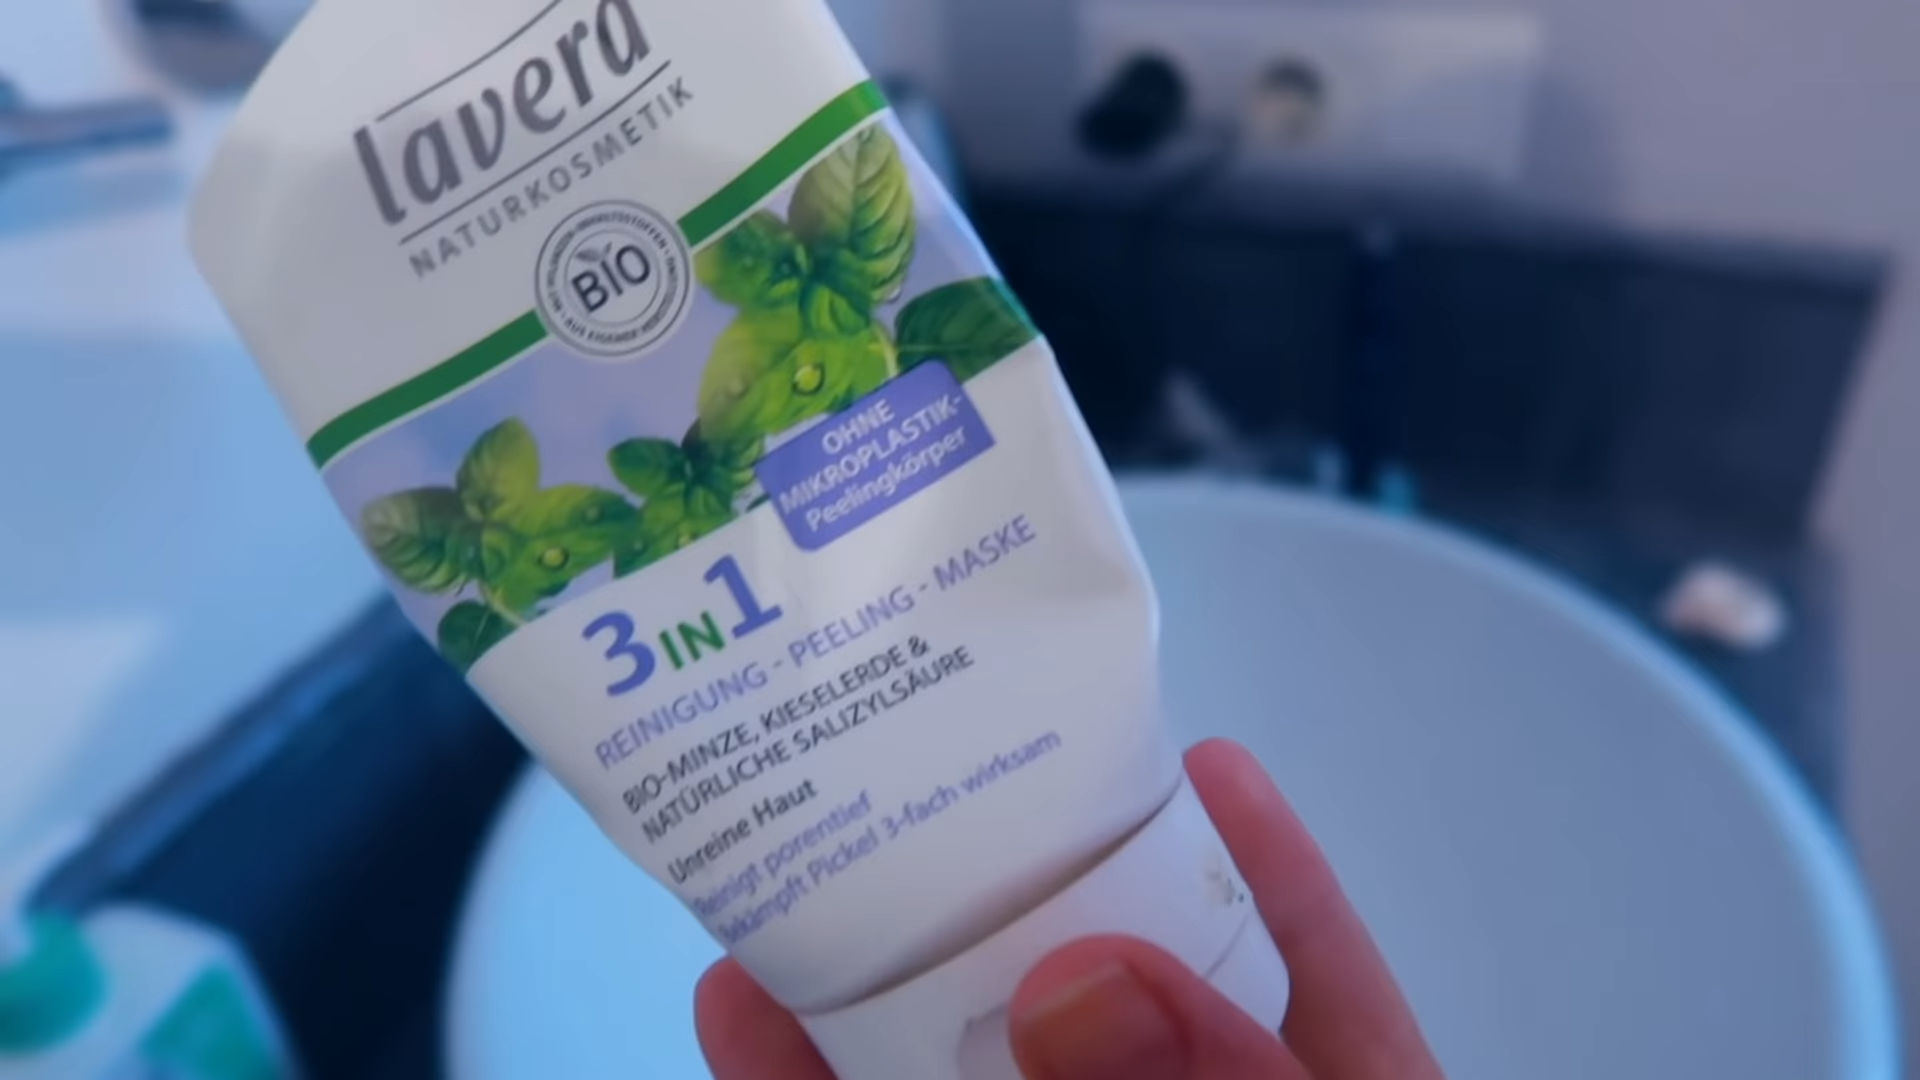 lavera
NATURKOSMETIK
BIO
OHNE
MIKROPLASTIK-
Peelingkörper
3 IN 1
REINIGUNG - PEELING - MASKE
BIO-MINZE, KIESELERDE &
NATÜRLICHE SALIZYLSÄURE
Unreine Haut
Reinigt porentief
Bekämpft Pickel 3-fach wirksam